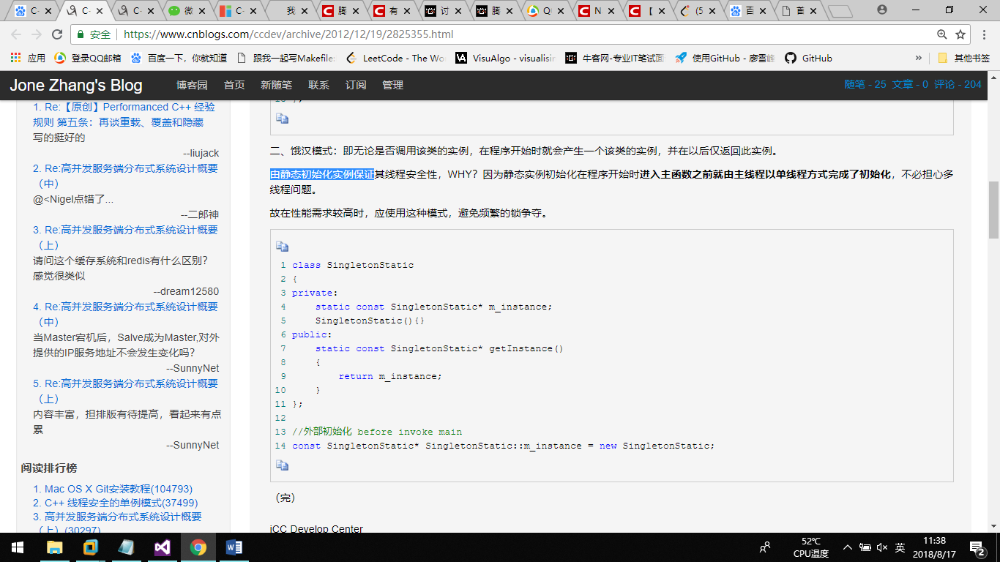 C-
C-
C-
微
C-
我
腾
有
讨
腾
Q
N
【
(5
百
首
安全
https://www.cnblogs.com/ccdev/archive/2012/12/19/2825355.html
应用
登录QQ邮箱
百度一下，你就知道
跟我一起写Makefile:
LeetCode - The Wo
VisuAlgo - visualisin
牛客网-专业IT笔试面
使用GitHub - 廖雪峰
GitHub
»
其他书签
Jone Zhang's Blog
博客园
首页
新随笔
联系
订阅
管理
随笔 - 25 文章 - 0 评论 - 204
1. Re:【原创】Performanced C++ 经验
规则 第五条：再谈重载、覆盖和隐藏
写的挺好的
--liujack
2. Re:高并发服务端分布式系统设计概要
（中）
@<Nigel点错了...
--二郎神
3. Re:高并发服务端分布式系统设计概要
（上）
请问这个缓存系统和redis有什么区别？
感觉很类似
--dream12580
4. Re:高并发服务端分布式系统设计概要
（中）
当Master宕机后，Salve成为Master,对外
提供的IP服务地址不会发生变化吗？
--SunnyNet
5. Re:高并发服务端分布式系统设计概要
（上）
内容丰富，担排版有待提高，看起来有点
累
--SunnyNet
阅读排行榜
1. Mac OS X Git安装教程(104793)
2. C++ 线程安全的单例模式(37499)
3. 高并发服务端分布式系统设计概要
（上）(30297)
二、饿汉模式：即无论是否调用该类的实例，在程序开始时就会产生一个该类的实例，并在以后仅返回此实例。
由静态初始化实例保证其线程安全性，WHY？因为静态实例初始化在程序开始时进入主函数之前就由主线程以单线程方式完成了初始化，不必担心多
线程问题。
故在性能需求较高时，应使用这种模式，避免频繁的锁争夺。
1 class SingletonStatic
2 {
3 private:
4     static const SingletonStatic* m_instance;
5     SingletonStatic(){}
6 public:
7     static const SingletonStatic* getInstance()
8     {
9         return m_instance;
10     }
11 };
12
13 //外部初始化 before invoke main
14 const SingletonStatic* SingletonStatic::m_instance = new SingletonStatic;
（完）
iCC Develop Center
52℃
CPU温度
英
11:38
2018/8/17
2